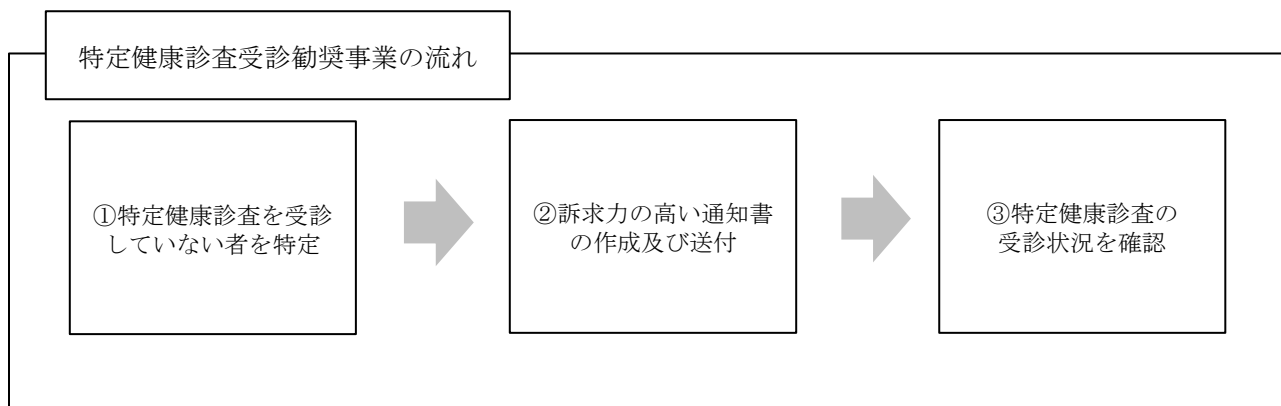 特定健康診査受診勧奨事業の流れ
①特定健康診査を受診
していない者を特定
②訴求力の高い通知書
の作成及び送付
③特定健康診査の
受診状況を確認